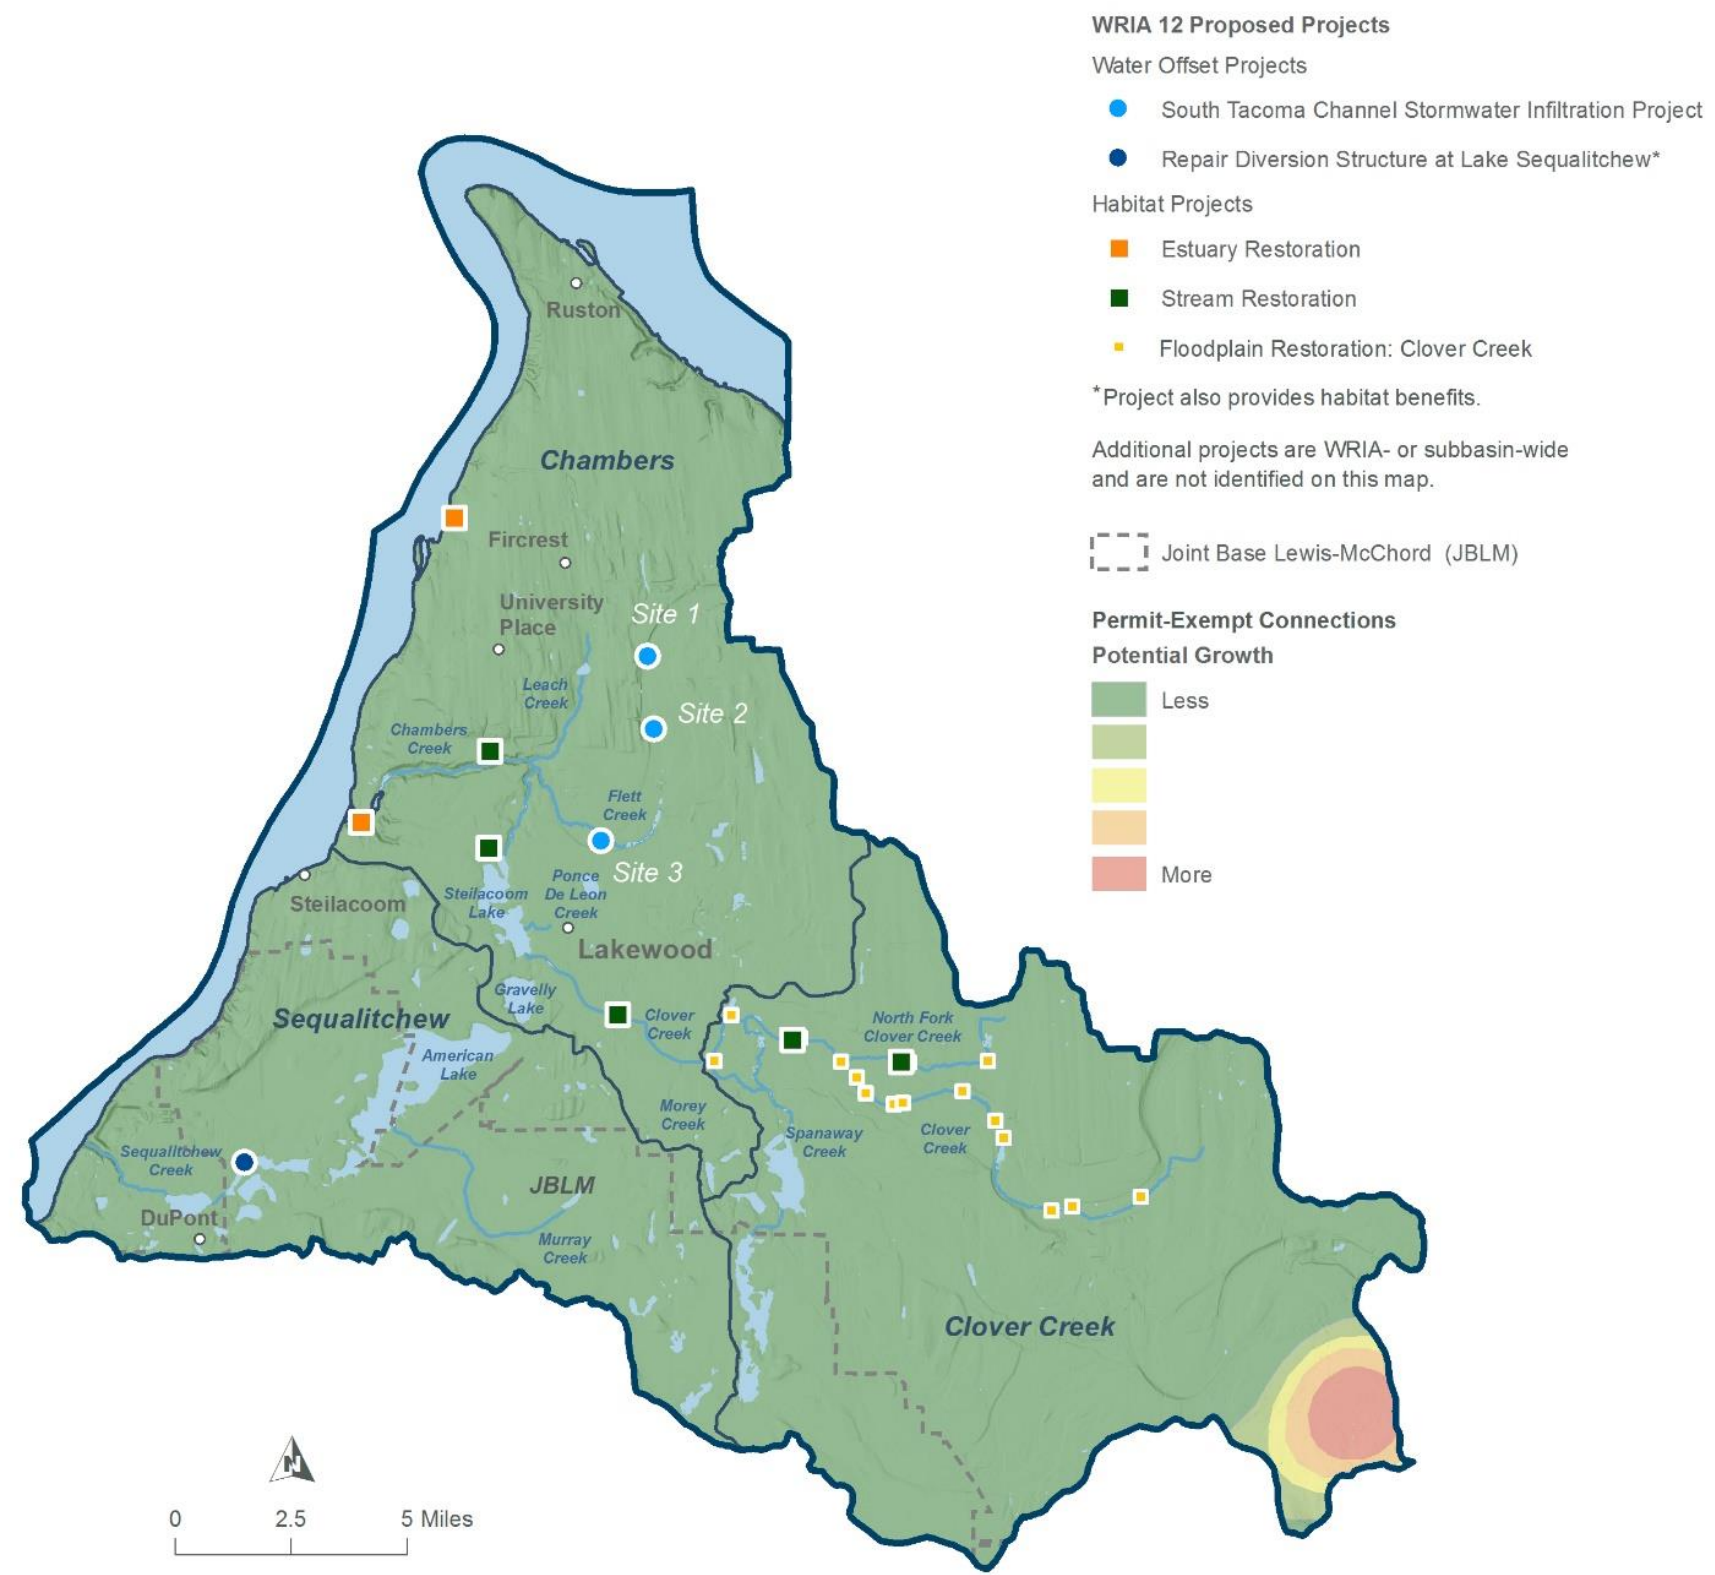 WRIA 12 Proposed Projects
Water Offset Projects
South Tacoma Channel Stormwater Infiltration Project
Repair Diversion Structure at Lake Sequalitchew*
Habitat Projects
Estuary Restoration
Stream Restoration
Floodplain Restoration: Clover Creek
*Project also provides habitat benefits.
Additional projects are WRIA- or subbasin-wide
and are not identified on this map.
Joint Base Lewis-McChord (JBLM)
Permit-Exempt Connections
Potential Growth
Less
More
Ruston
Chambers
Fircrest
University
Place
Site 1
Leach
Creek
Site 2
Chambers
Creek
Flett
Creek
Site 3
Ponce
De Leon
Creek
Steilacoom
Lake
Steilacoom
Lakewood
Gravelly
Lake
Sequalitchew
Clover
Creek
North Fork
Clover Creek
American
Lake
Morey
Creek
Spanaway
Creek
Clover
Creek
Sequalitchew
Creek
JBLM
DuPont
Murray
Creek
Clover Creek
N
0 2.5 5 Miles